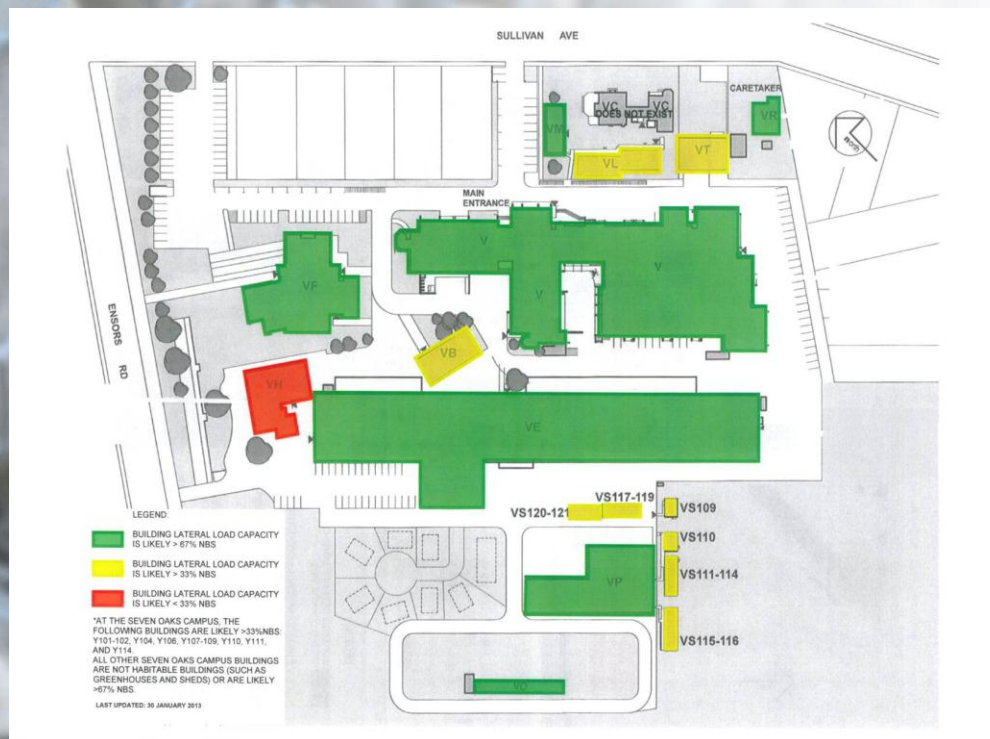 SULLIVAN AVE
CARETAKER
VC
VC
DOES NOT EXIST
VM
VR
VL
VT
north
MAIN
ENTRANCE
V
V
V
VF
ENSORS RD
VB
VH
VE
VS117-119
VS120-121
VS109
VS110
VS111-114
VP
VS115-116
LEGEND:
BUILDING LATERAL LOAD CAPACITY
IS LIKELY > 67% NBS
BUILDING LATERAL LOAD CAPACITY
IS LIKELY > 33% NBS
BUILDING LATERAL LOAD CAPACITY
IS LIKELY < 33% NBS
*AT THE SEVEN OAKS CAMPUS, THE
FOLLOWING BUILDINGS ARE LIKELY >33%NBS:
Y101-102, Y104, Y106, Y107-109, Y110, Y111,
AND Y114.
ALL OTHER SEVEN OAKS CAMPUS BUILDINGS
ARE NOT HABITABLE BUILDINGS (SUCH AS
GREENHOUSES AND SHEDS) OR ARE LIKELY
>67% NBS.
LAST UPDATED: 30 JANUARY 2013